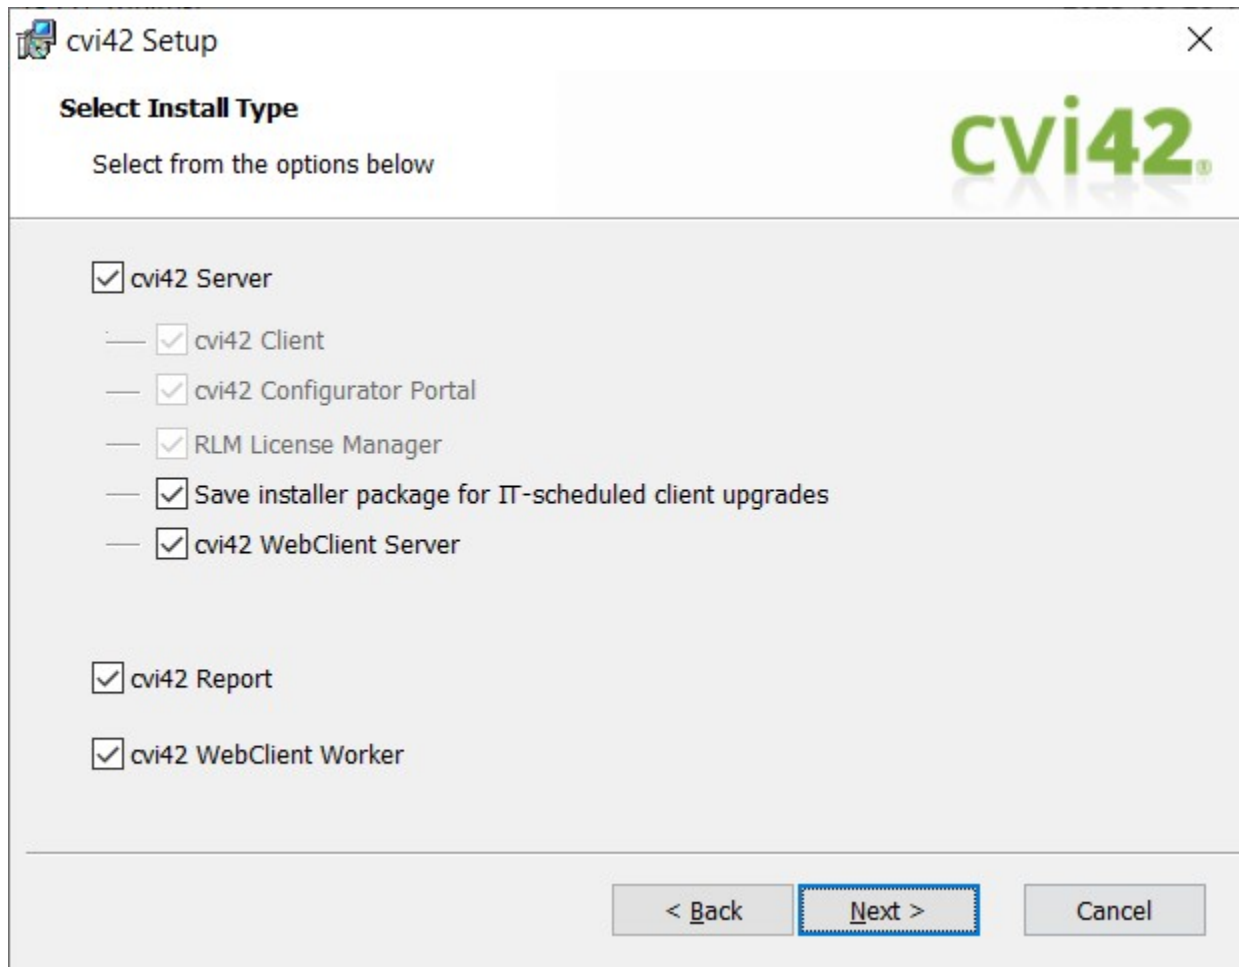 cvi42 Setup
Select Install Type
Select from the options below
cvi42®
cvi42 Server
cvi42 Client
cvi42 Configurator Portal
RLM License Manager
Save installer package for IT-scheduled client upgrades
cvi42 WebClient Server
cvi42 Report
cvi42 WebClient Worker
< Back
Next >
Cancel